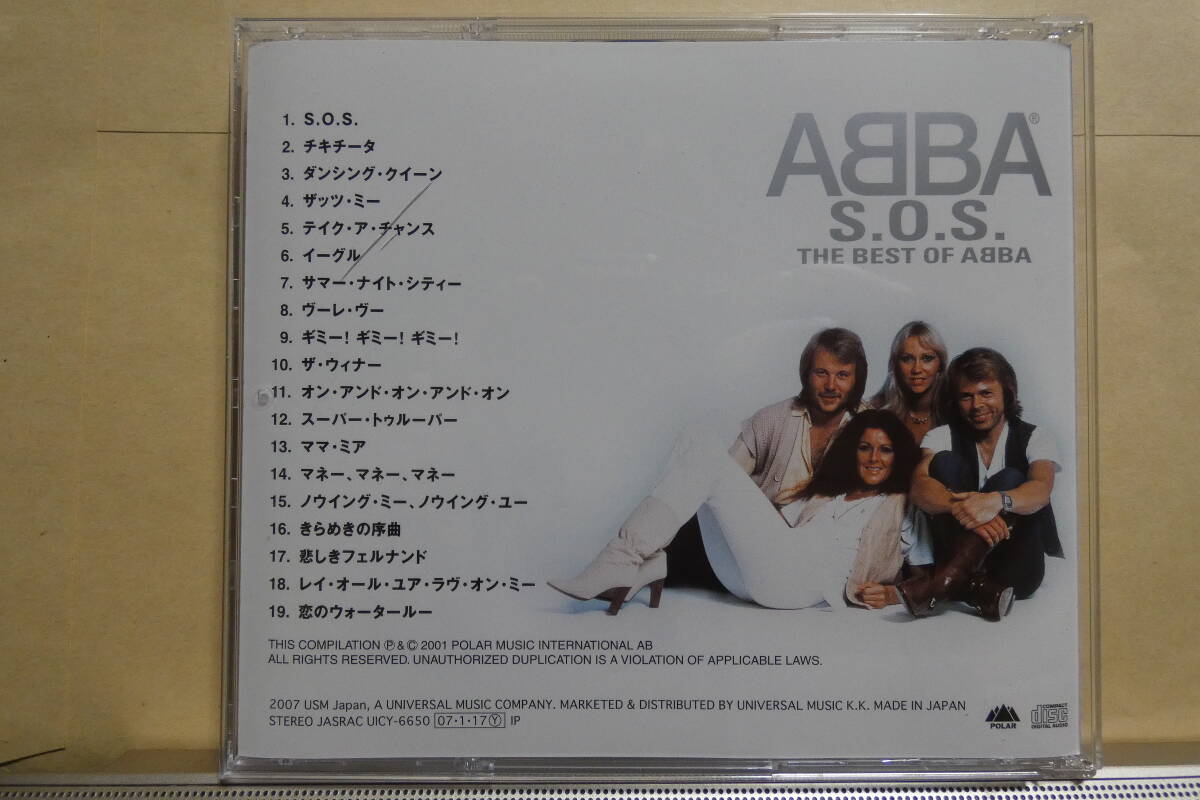 1. S.O.S.
2. チキチータ
3. ダンシング・クイーン
4. ザッツ・ミー
5. テイク・ア・チャンス
6. イーグル
7. サマー・ナイト・シティー
8. ヴーレ・ヴー
9. ギミー! ギミー! ギミー!
10. ザ・ウィナー
11. オン・アンド・オン・アンド・オン
12. スーパー・トゥルーパー
13. ママ・ミア
14. マネー、マネー、マネー
15. ノウイング・ミー、ノウイング・ユー
16. きらめきの序曲
17. 悲しきフェルナンド
18. レイ・オール・ユア・ラヴ・オン・ミー
19. 恋のウォータールー
ABBA®
S.O.S.
THE BEST OF ABBA
THIS COMPILATION Ⓟ & © 2001 POLAR MUSIC INTERNATIONAL AB
ALL RIGHTS RESERVED. UNAUTHORIZED DUPLICATION IS A VIOLATION OF APPLICABLE LAWS.
2007 USM Japan, A UNIVERSAL MUSIC COMPANY. MARKETED & DISTRIBUTED BY UNIVERSAL MUSIC K.K. MADE IN JAPAN
STEREO JASRAC UICY-6650 07・1・17Ⓨ IP
POLAR
COMPACT
disc
DIGITAL AUDIO